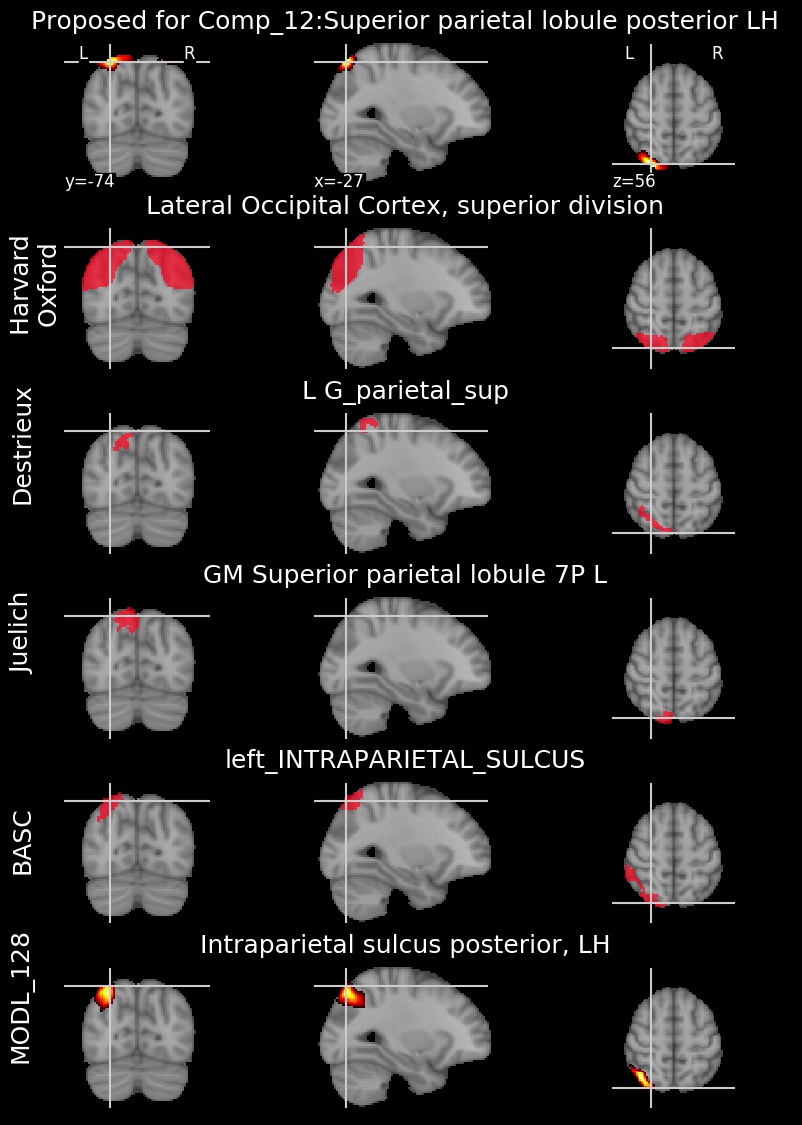 Proposed for Comp_12:Superior parietal lobule posterior LH
L R
L R
y=-74
x=-27
z=56
Lateral Occipital Cortex, superior division
Harvard
Oxford
L G_parietal_sup
Destrieux
GM Superior parietal lobule 7P L
Juelich
left_INTRAPARIETAL_SULCUS
BASC
Intraparietal sulcus posterior, LH
MODL_128